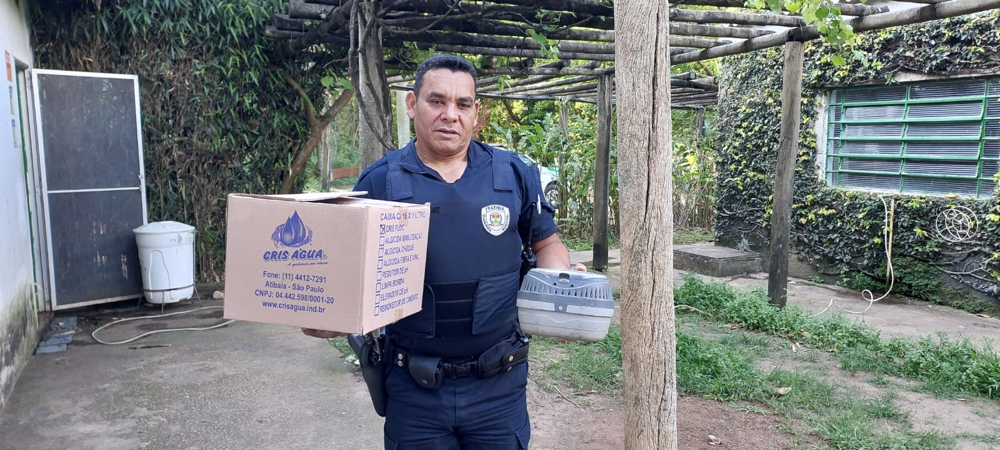 CRIS ÁGUA®
A qualidade por inteiro
Fone: (11) 4412-7291
Atibaia - São Paulo
CNPJ: 04.442.598/0001-20
www.crisagua.ind.br
CAIXA C/ 16 X 1 LITRO
CRIS FLOC
ALGICIDA MANUTENÇÃO
ALGICIDA CHOQUE
ALGICIDA FIBRA E VINIL
REDUTOR DE pH
LIMPA BORDA
ELEVADOR DE pH
REMOVEDOR DE CIMENTO
ITATIBA
GUARDA MUNICIPAL